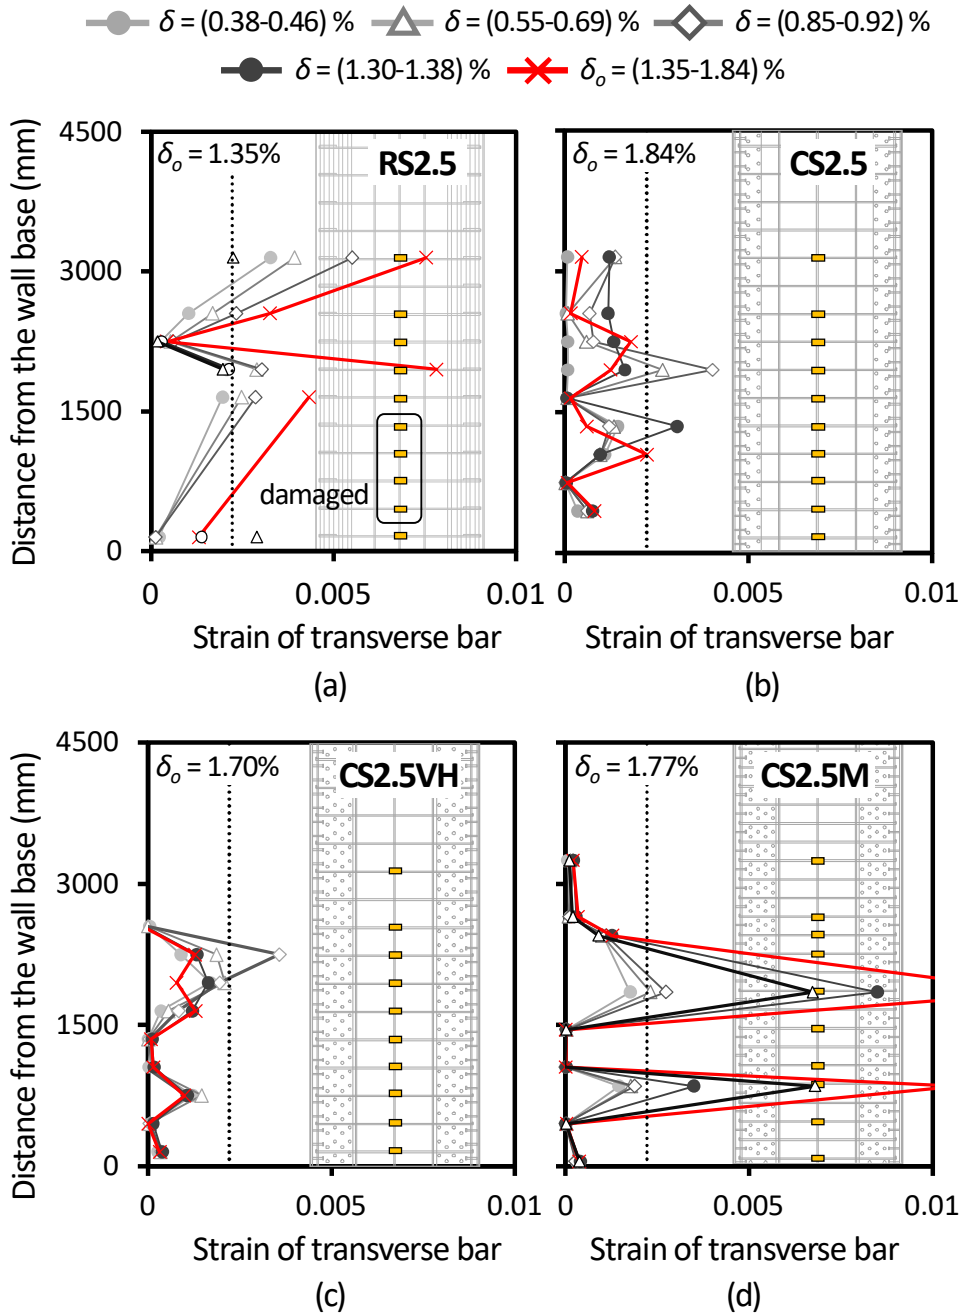 δ = (0.38-0.46) % δ = (0.55-0.69) % δ = (0.85-0.92) %
δ = (1.30-1.38) % δo = (1.35-1.84) %
Distance from the wall base (mm)
4500
3000
1500
0
δo = 1.35%
RS2.5
damaged
0 0.005 0.01
Strain of transverse bar
(a)
δo = 1.84%
CS2.5
0 0.005 0.01
Strain of transverse bar
(b)
Distance from the wall base (mm)
4500
3000
1500
0
δo = 1.70%
CS2.5VH
0 0.005 0.01
Strain of transverse bar
(c)
δo = 1.77%
CS2.5M
0 0.005 0.01
Strain of transverse bar
(d)